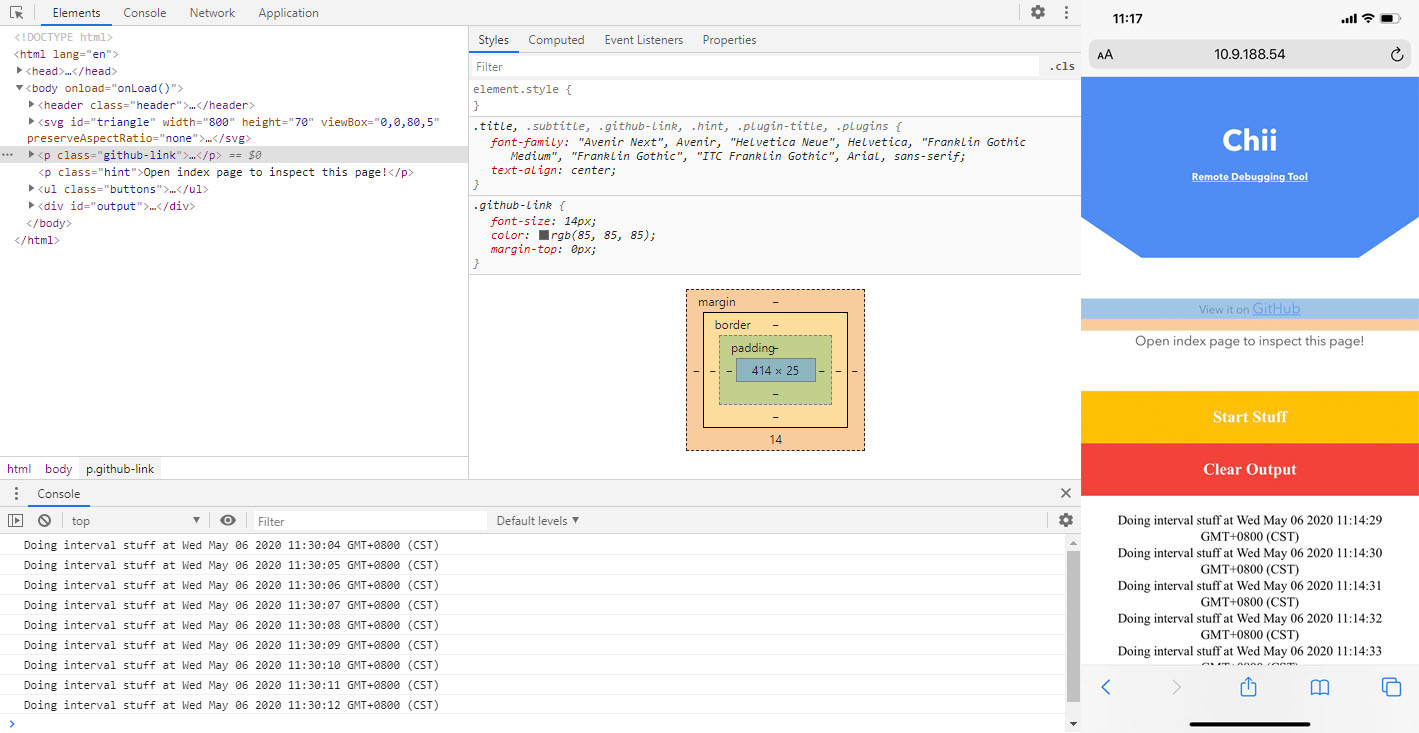 Elements Console Network Application
<!DOCTYPE html>
<html lang="en">
<head>…</head>
<body onload="onLoad()">
<header class="header">…</header>
<svg id="triangle" width="800" height="70" viewBox="0,0,80,5"
preserveAspectRatio="none">…</svg>
<p class="github-link">…</p> == $0
<p class="hint">Open index page to inspect this page!</p>
<ul class="buttons">…</ul>
<div id="output">…</div>
</body>
</html>
html body p.github-link
Styles Computed Event Listeners Properties
Filter .cls
element.style {
}
.title, .subtitle, .github-link, .hint, .plugin-title, .plugins {
font-family: "Avenir Next", Avenir, "Helvetica Neue", Helvetica, "Franklin Gothic
Medium", "Franklin Gothic", "ITC Franklin Gothic", Arial, sans-serif;
text-align: center;
}
.github-link {
font-size: 14px;
color: rgb(85, 85, 85);
margin-top: 0px;
}
margin –
border –
padding –
– – – 414 × 25 – – –
–
–
14
Console
top Filter Default levels
Doing interval stuff at Wed May 06 2020 11:30:04 GMT+0800 (CST)
Doing interval stuff at Wed May 06 2020 11:30:05 GMT+0800 (CST)
Doing interval stuff at Wed May 06 2020 11:30:06 GMT+0800 (CST)
Doing interval stuff at Wed May 06 2020 11:30:07 GMT+0800 (CST)
Doing interval stuff at Wed May 06 2020 11:30:08 GMT+0800 (CST)
Doing interval stuff at Wed May 06 2020 11:30:09 GMT+0800 (CST)
Doing interval stuff at Wed May 06 2020 11:30:10 GMT+0800 (CST)
Doing interval stuff at Wed May 06 2020 11:30:11 GMT+0800 (CST)
Doing interval stuff at Wed May 06 2020 11:30:12 GMT+0800 (CST)
11:17
AA 10.9.188.54
Chii
Remote Debugging Tool
View it on GitHub
Open index page to inspect this page!
Start Stuff
Clear Output
Doing interval stuff at Wed May 06 2020 11:14:29
GMT+0800 (CST)
Doing interval stuff at Wed May 06 2020 11:14:30
GMT+0800 (CST)
Doing interval stuff at Wed May 06 2020 11:14:31
GMT+0800 (CST)
Doing interval stuff at Wed May 06 2020 11:14:32
GMT+0800 (CST)
Doing interval stuff at Wed May 06 2020 11:14:33